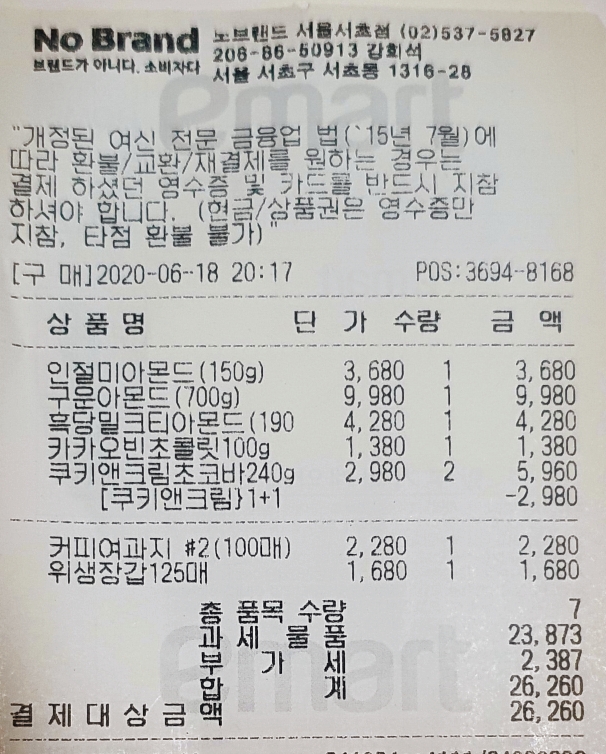 No Brand
브랜드가 아니다. 소비자다
노브랜드 서울서초점 (02)537-5827
206-86-50913 강희석
서울 서초구 서초동 1316-28
emart
"개정된 여신 전문 금융업 법(`15년 7월)에
따라 환불/교환/재결제를 원하는 경우는
결제 하셨던 영수증 및 카드를 반드시 지참
하셔야 합니다. (현금/상품권은 영수증만
지참, 타점 환불 불가)"
[구 매]2020-06-18 20:17 POS:3694-8168
상 품 명 단 가 수량 금 액
인절미아몬드(150g) 3,680 1 3,680
구운아몬드(700g) 9,980 1 9,980
흑당밀크티아몬드(190 4,280 1 4,280
카카오빈초콜릿100g 1,380 1 1,380
쿠키앤크림초코바240g 2,980 2 5,960
[쿠키앤크림}1+1 -2,980
커피여과지 #2(100매) 2,280 1 2,280
위생장갑125매 1,680 1 1,680
총 품목 수량 7
과 세 물 품 23,873
부 가 세 2,387
합 계 26,260
결 제 대 상 금 액 26,260
emart